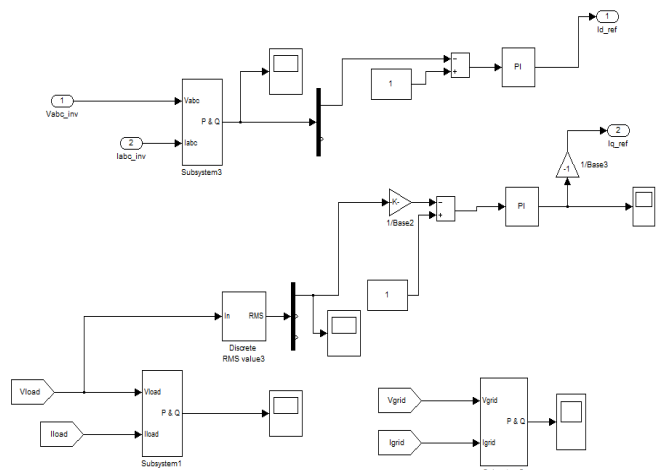 1
Id_ref
PI
−
+
1
1
Vabc_inv
Vabc
P & Q
2
Iabc_inv
Iabc
Subsystem3
2
Iq_ref
-1
1/Base3
-K-
1/Base2
−
+
PI
1
In
RMS
Discrete
RMS value3
Vload
Vload
P & Q
Iload
Iload
Subsystem1
Vgrid
Vgrid
P & Q
Igrid
Igrid